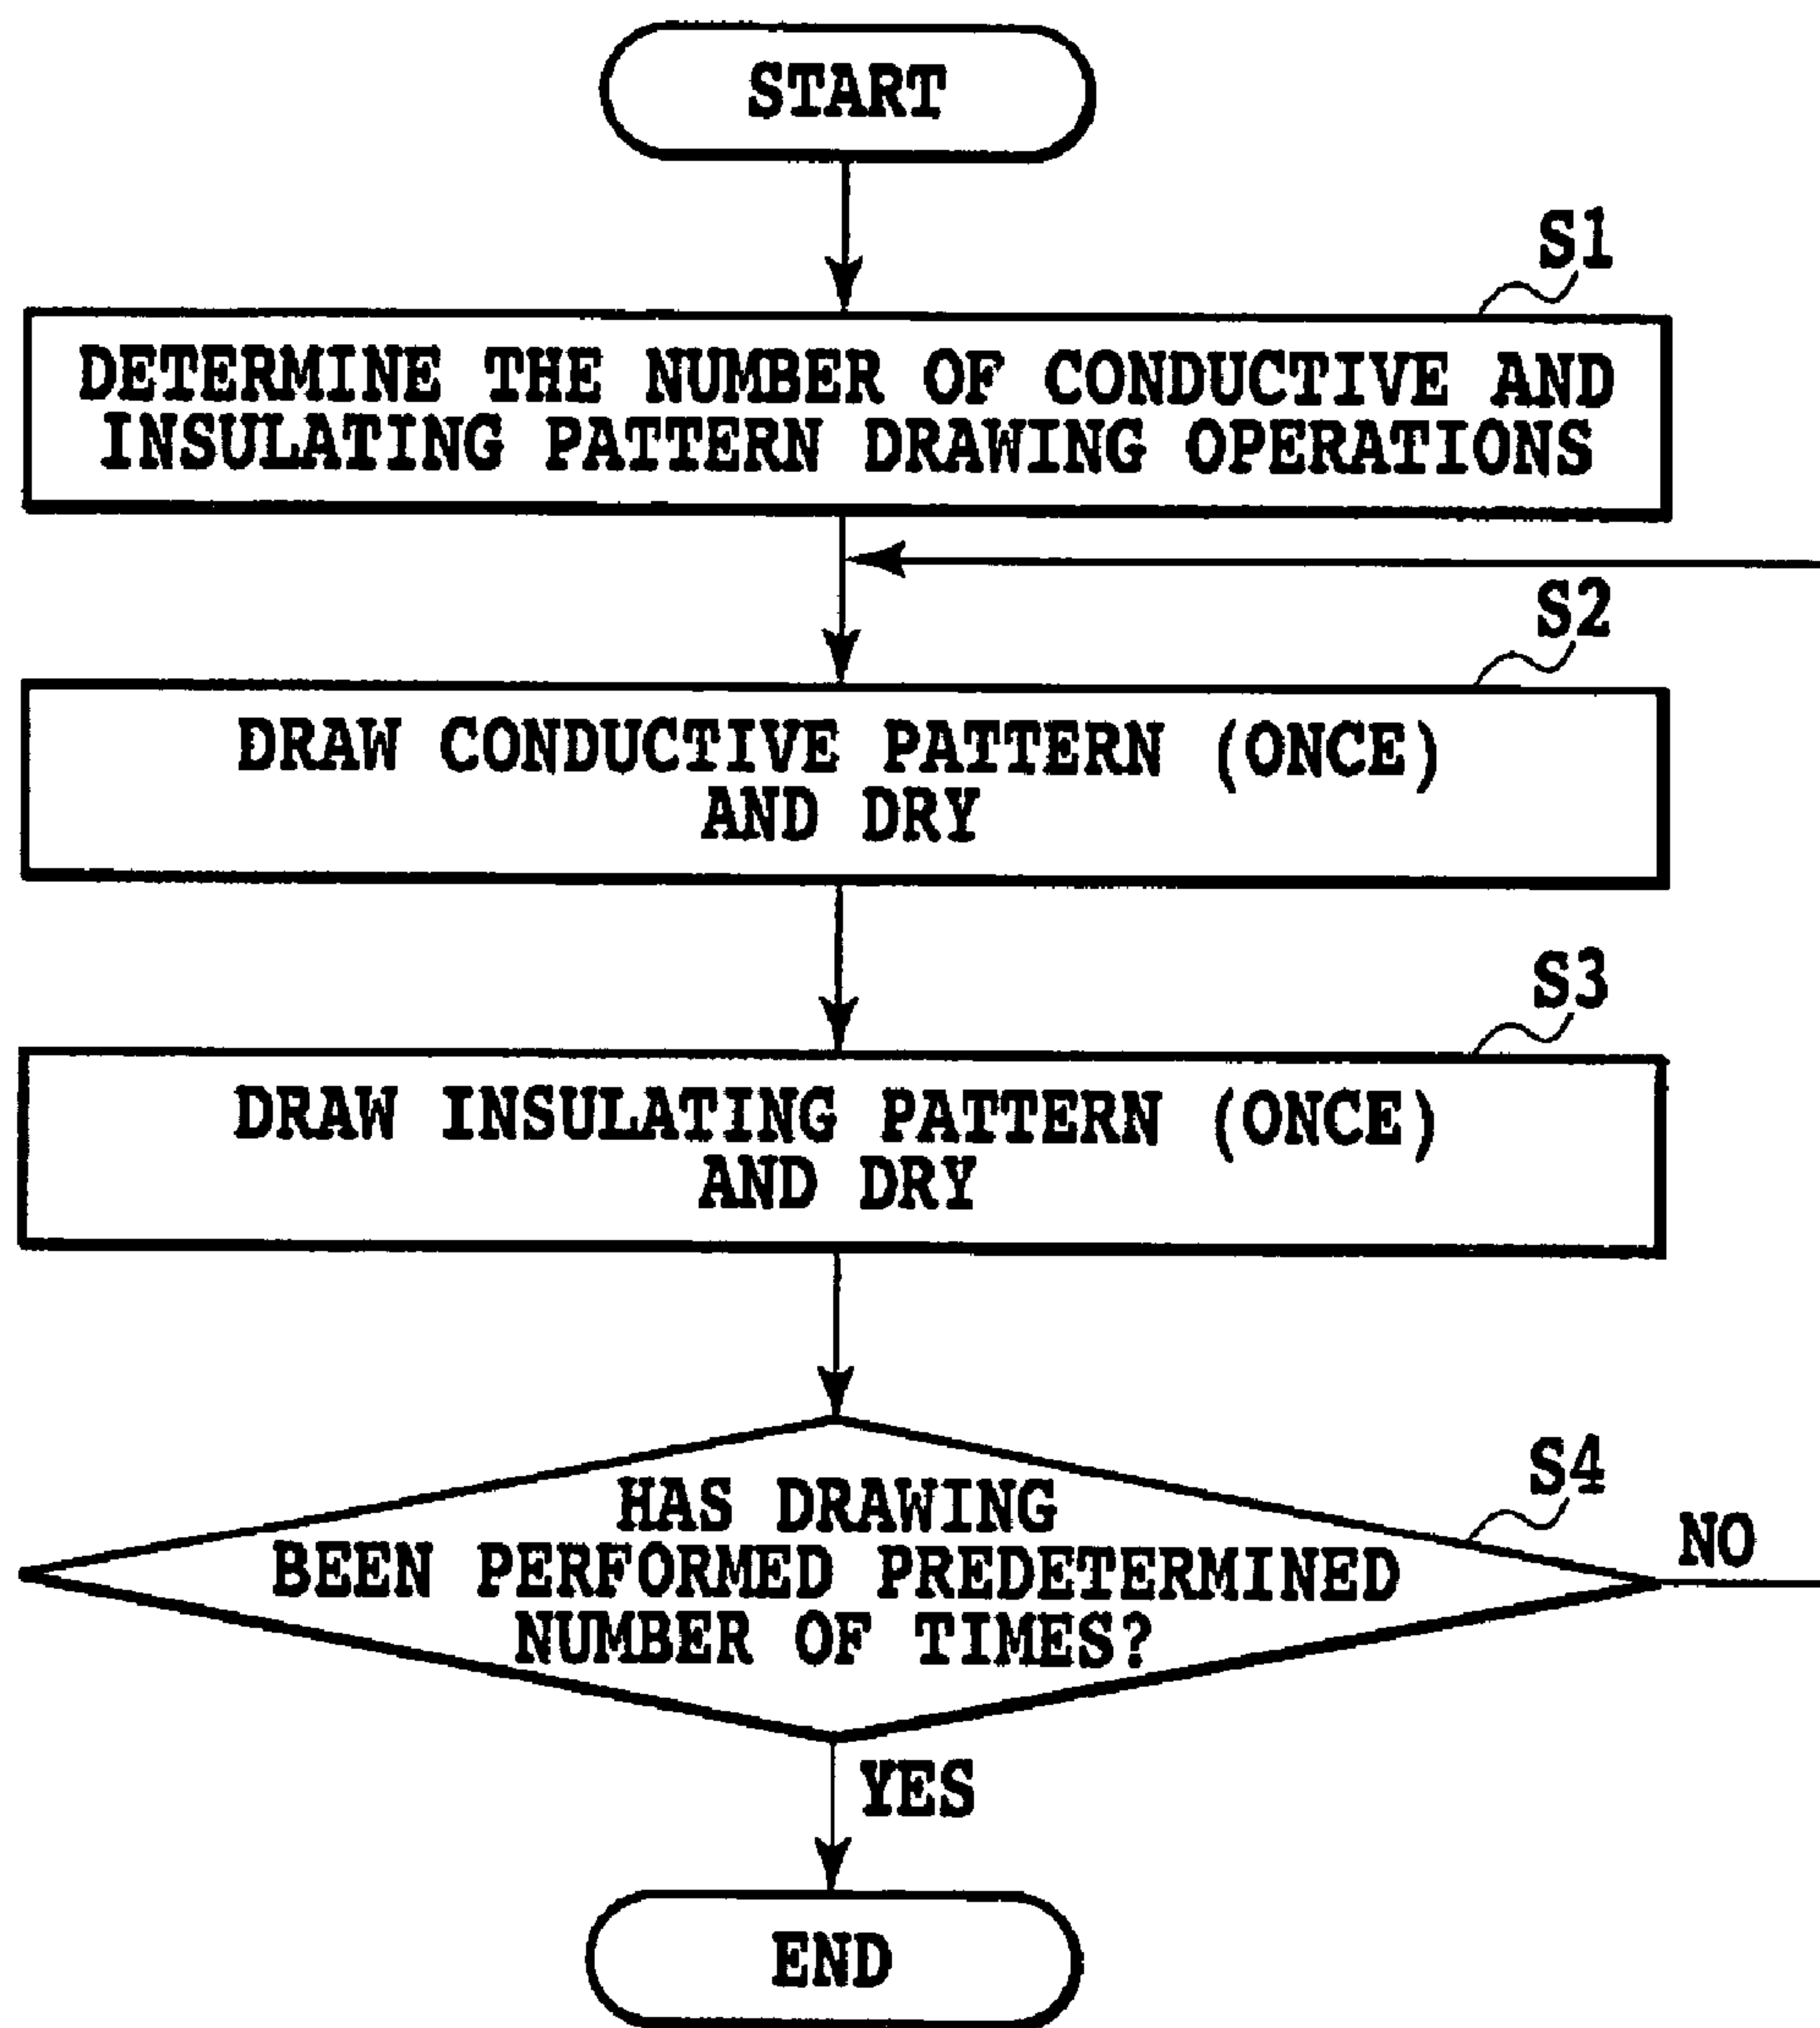 START
S1
DETERMINE THE NUMBER OF CONDUCTIVE AND
INSULATING PATTERN DRAWING OPERATIONS
S2
DRAW CONDUCTIVE PATTERN (ONCE)
AND DRY
S3
DRAW INSULATING PATTERN (ONCE)
AND DRY
S4
HAS DRAWING
BEEN PERFORMED PREDETERMINED
NUMBER OF TIMES?
NO
YES
END